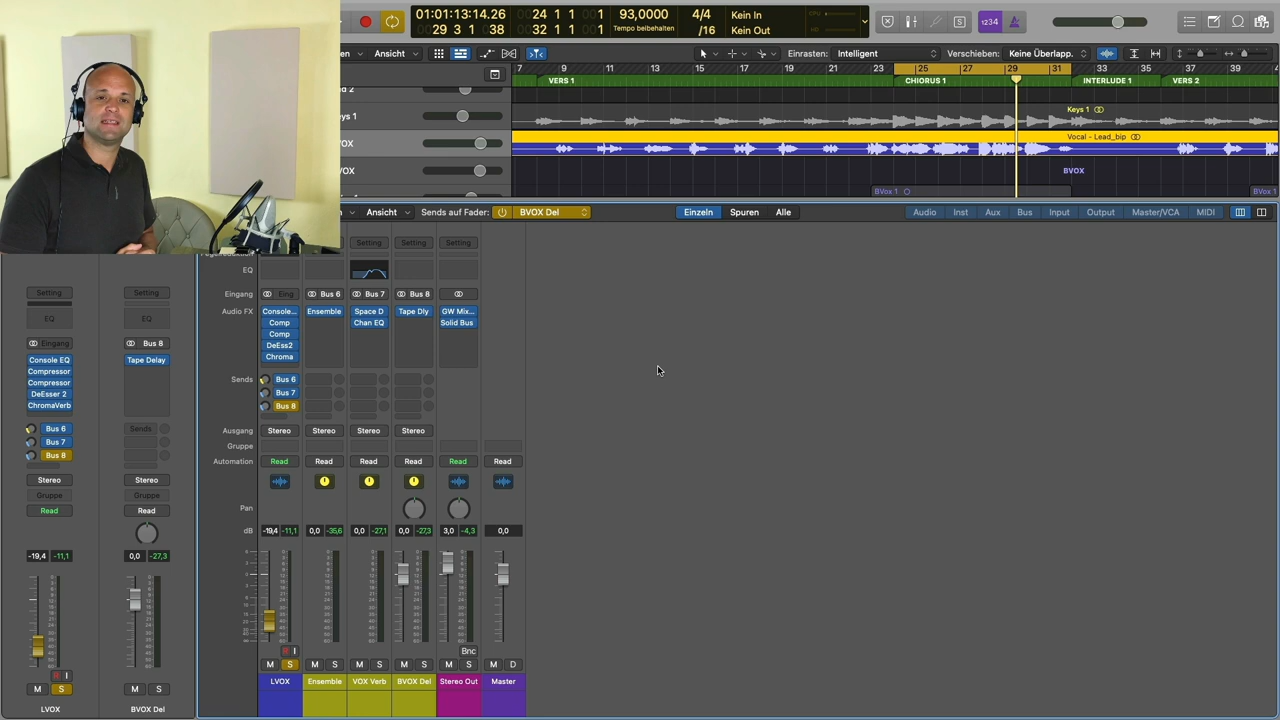 01:01:13:14.26 24 1 1 1 93,0000 4/4 Kein In
29 3 1 38 32 1 1 1 Tempo beibehalten /16 Kein Out
CPU
HD
1234
Ansicht Einrasten: Intelligent Verschieben: Keine Überlapp.
7 9 11 13 15 17 19 21 23 25 27 29 31 33 35 37 39
VERS 1 CHIORUS 1 INTERLUDE 1 VERS 2
Keys 1
Vocal - Lead_bip
BVOX
BVox 1 BVox 1
Ansicht Sends auf Fader: BVOX Del Einzeln Spuren Alle Audio Inst Aux Bus Input Output Master/VCA MIDI
Setting Setting Setting
EQ
Eingang Eing Bus 6 Bus 7 Bus 8
Audio FX Console... Ensemble Space D Tape Dly GW Mix...
Comp Chan EQ Solid Bus
Comp
DeEss2
Chroma
Sends Bus 6
Bus 7
Bus 8
Ausgang Stereo Stereo Stereo Stereo
Gruppe
Automation Read Read Read Read Read Read
Pan
dB -19,4 -11,1 0,0 -35,6 0,0 -27,1 0,0 -27,3 3,0 -4,3 0,0
R I Bnc
M S M S M S M S M S M D
LVOX Ensemble VOX Verb BVOX Del Stereo Out Master
Setting Setting
EQ EQ
Eingang Bus 8
Console EQ Tape Delay
Compressor
Compressor
DeEsser 2
ChromaVerb
Bus 6 Sends
Bus 7
Bus 8
Stereo Stereo
Gruppe Gruppe
Read Read
-19,4 -11,1 0,0 -27,3
R I
M S M S
LVOX BVOX Del